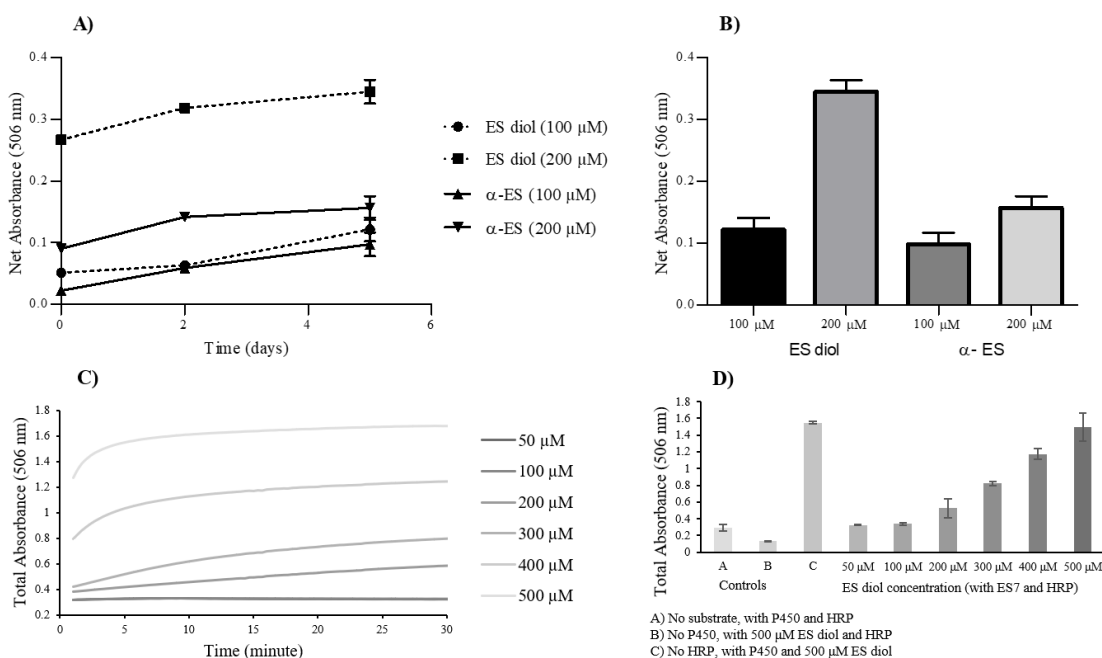 A)
Net Absorbance (506 nm)
0.4
0.3
0.2
0.1
0.0
0
2
4
6
Time (days)
ES diol (100 µM)
ES diol (200 µM)
α-ES (100 µM)
α-ES (200 µM)
B)
Net Absorbance (506 nm)
0.4
0.3
0.2
0.1
0.0
100 µM
200 µM
100 µM
200 µM
ES diol
α- ES
C)
Total Absorbance (506 nm)
1.8
1.6
1.4
1.2
1
0.8
0.6
0.4
0.2
0
5
10
15
20
25
30
Time (minute)
50 µM
100 µM
200 µM
300 µM
400 µM
500 µM
D)
Total Absorbance (506 nm)
1.8
1.6
1.4
1.2
1
0.8
0.6
0.4
0.2
0
A
B
C
50 µM
100 µM
200 µM
300 µM
400 µM
500 µM
Controls
ES diol concentration (with ES7 and HRP)
A) No substrate, with P450 and HRP
B) No P450, with 500 µM ES diol and HRP
C) No HRP, with P450 and 500 µM ES diol